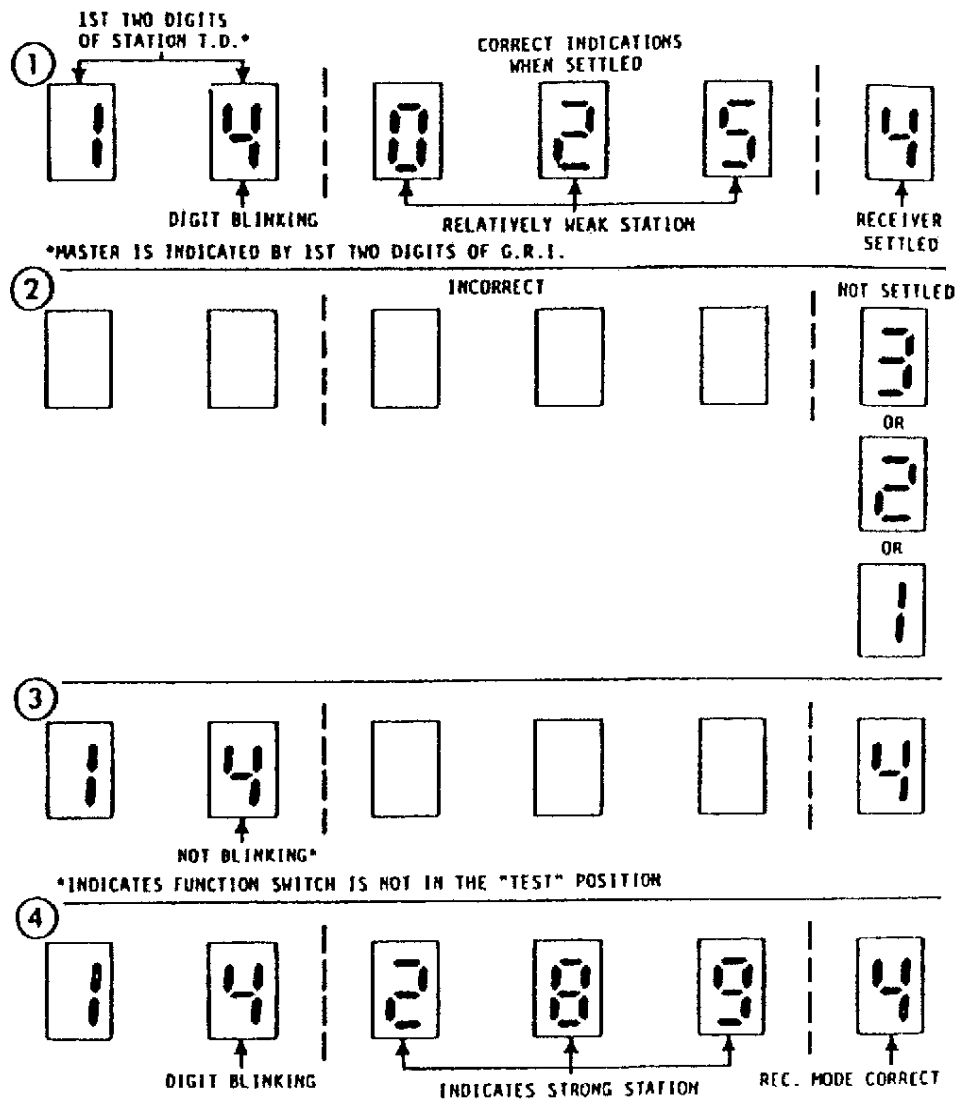 1ST TWO DIGITS
OF STATION T.D.*
CORRECT INDICATIONS
WHEN SETTLED
1
1 4 0 2 5 4
DIGIT BLINKING
RELATIVELY WEAK STATION
RECEIVER
SETTLED
*MASTER IS INDICATED BY 1ST TWO DIGITS OF G.R.I.
2
INCORRECT
NOT SETTLED
3
OR
2
OR
1
3
1 4 4
NOT BLINKING*
*INDICATES FUNCTION SWITCH IS NOT IN THE "TEST" POSITION
4
1 4 2 8 9 4
DIGIT BLINKING
INDICATES STRONG STATION
REC. MODE CORRECT